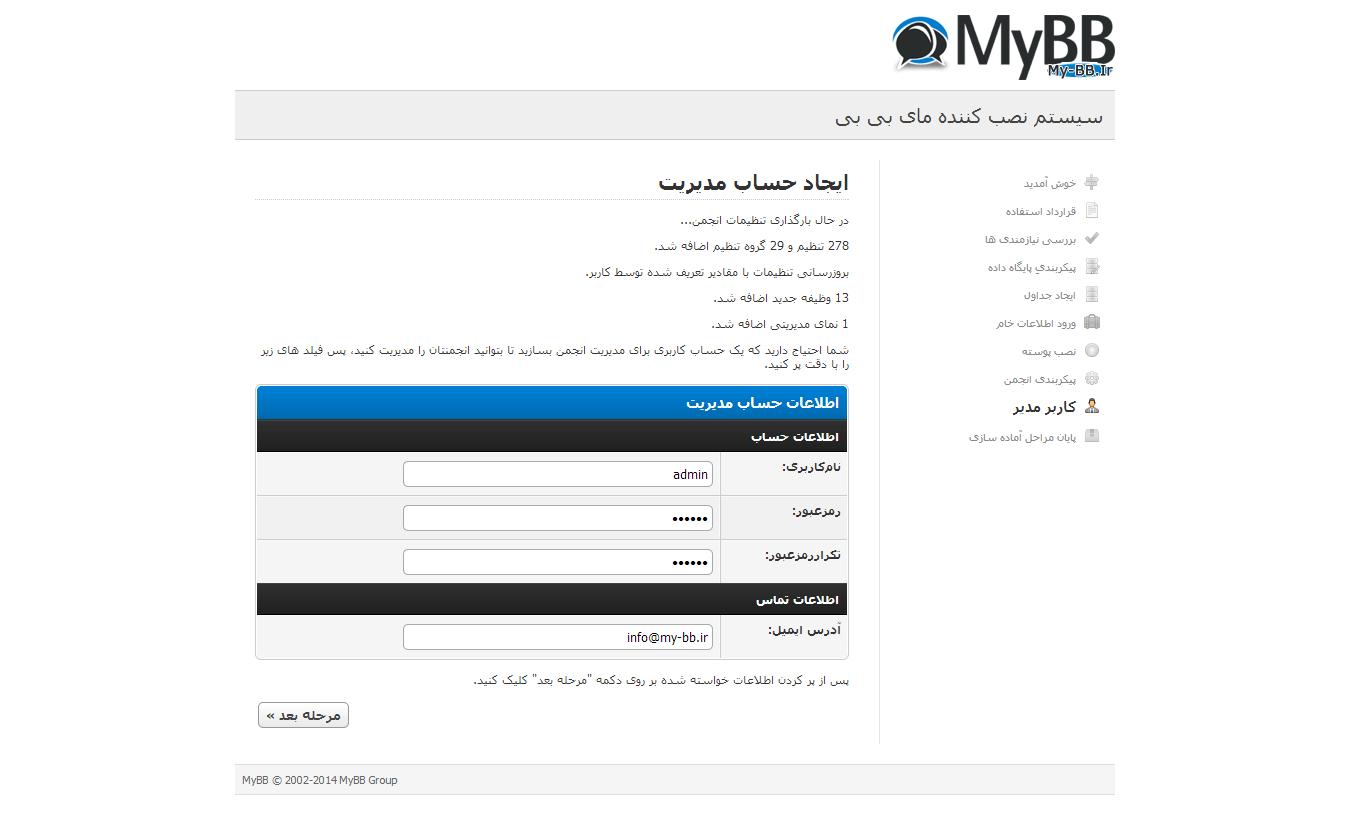 MyBB
My-BB.Ir
سیستم نصب کننده مای بی بی
خوش آمدید
قرارداد استفاده
بررسی نیازمندی ها
پیکربندی پایگاه داده
ایجاد جداول
ورود اطلاعات خام
نصب پوسته
پیکربندی انجمن
کاربر مدیر
پایان مراحل آماده سازی
ایجاد حساب مدیریت
در حال بارگذاری تنظیمات انجمن...
278 تنظیم و 29 گروه تنظیم اضافه شد.
بروزرسانی تنظیمات با مقادیر تعریف شده توسط کاربر.
13 وظیفه جدید اضافه شد.
1 نمای مدیریتی اضافه شد.
شما احتیاج دارید که یک حساب کاربری برای مدیریت انجمن بسازید تا بتوانید انجمنتان را مدیریت کنید، پس فیلد های زیر
را با دقت پر کنید.
اطلاعات حساب مدیریت
اطلاعات حساب
نام‌کاربری:
admin
رمزعبور:
••••••
تکراررمزعبور:
••••••
اطلاعات تماس
آدرس ایمیل:
info@my-bb.ir
پس از پر کردن اطلاعات خواسته شده بر روی دکمه "مرحله بعد" کلیک کنید.
مرحله بعد »
MyBB © 2002-2014 MyBB Group